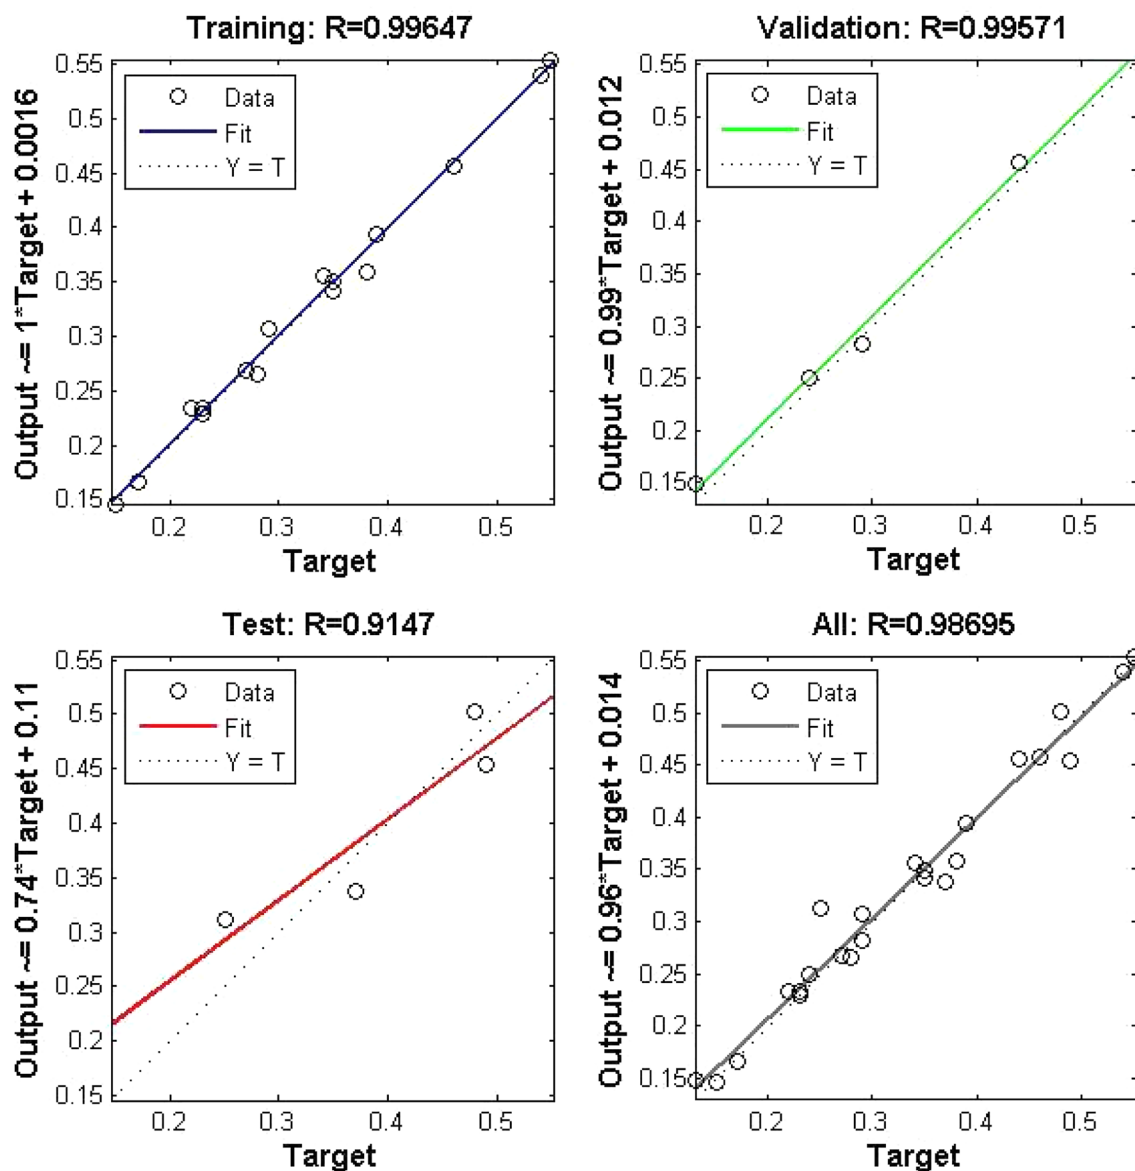 Training: R=0.99647
Output ~= 1*Target + 0.0016
0.55
0.5
0.45
0.4
0.35
0.3
0.25
0.2
0.15
Data
Fit
Y = T
0.2 0.3 0.4 0.5
Target
Validation: R=0.99571
Output ~= 0.99*Target + 0.012
0.55
0.5
0.45
0.4
0.35
0.3
0.25
0.2
0.15
Data
Fit
Y = T
0.2 0.3 0.4 0.5
Target
Test: R=0.9147
Output ~= 0.74*Target + 0.11
0.55
0.5
0.45
0.4
0.35
0.3
0.25
0.2
0.15
Data
Fit
Y = T
0.2 0.3 0.4 0.5
Target
All: R=0.98695
Output ~= 0.96*Target + 0.014
0.55
0.5
0.45
0.4
0.35
0.3
0.25
0.2
0.15
Data
Fit
Y = T
0.2 0.3 0.4 0.5
Target